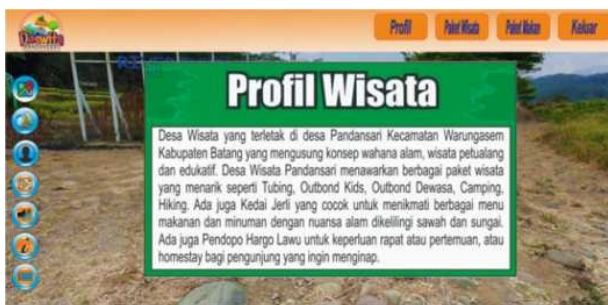 Deswita
Profil
Paket Wisata
Paket Makan
Keluar
Profil Wisata
Desa Wisata yang terletak di desa Pandansari Kecamatan Warungasem
Kabupaten Batang yang mengusung konsep wahana alam, wisata petualang
dan edukatif. Desa Wisata Pandansari menawarkan berbagai paket wisata
yang menarik seperti Tubing, Outbond Kids, Outbond Dewasa, Camping,
Hiking. Ada juga Kedai Jerli yang cocok untuk menikmati berbagai menu
makanan dan minuman dengan nuansa alam dikelilingi sawah dan sungai.
Ada juga Pendopo Hargo Lawu untuk keperluan rapat atau pertemuan, atau
homestay bagi pengunjung yang ingin menginap.